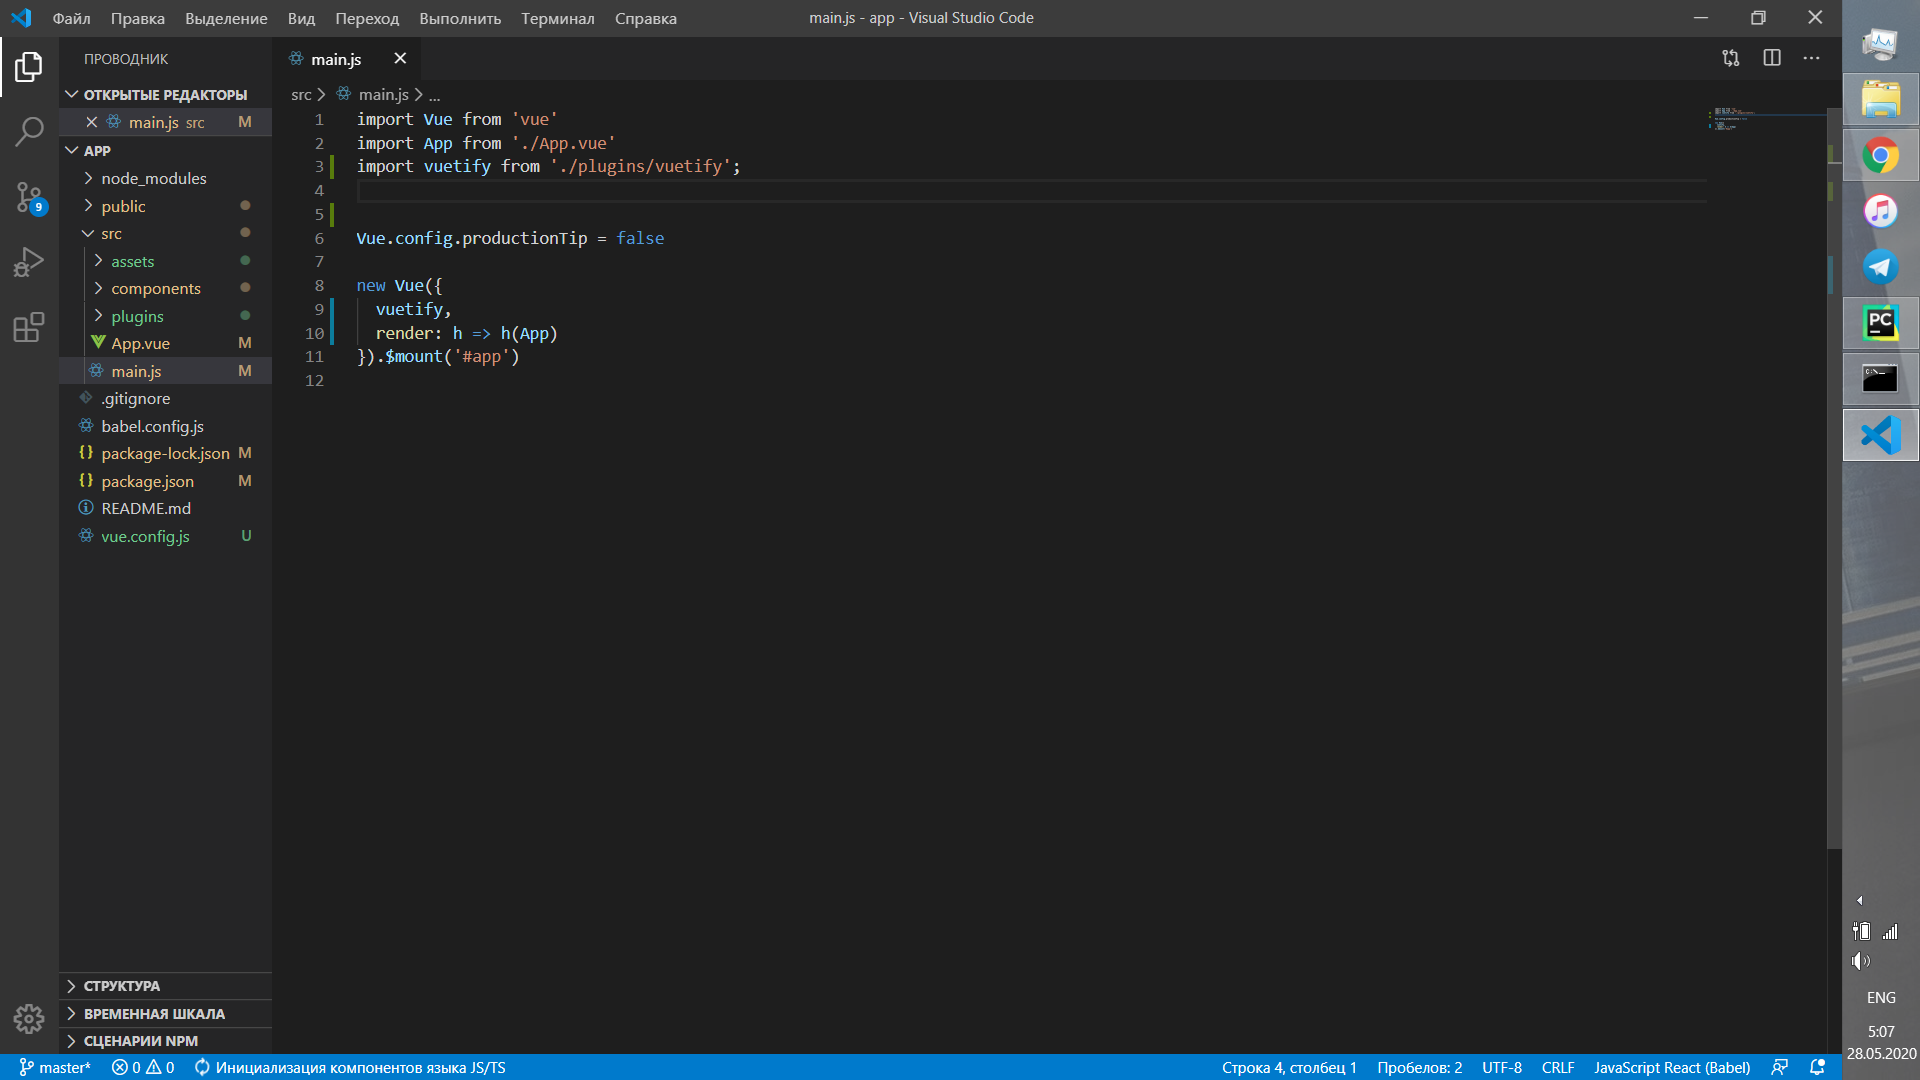 Файл Правка Выделение Вид Переход Выполнить Терминал Справка
main.js - app - Visual Studio Code
ПРОВОДНИК
ОТКРЫТЫЕ РЕДАКТОРЫ
main.js src M
APP
node_modules
public
src
assets
components
plugins
App.vue M
main.js M
.gitignore
babel.config.js
package-lock.json M
package.json M
README.md
vue.config.js U
СТРУКТУРА
ВРЕМЕННАЯ ШКАЛА
СЦЕНАРИИ NPM
9
main.js
src > main.js > ...
1 import Vue from 'vue'
2 import App from './App.vue'
3 import vuetify from './plugins/vuetify';
4
5
6 Vue.config.productionTip = false
7
8 new Vue({
9 vuetify,
10 render: h => h(App)
11 }).$mount('#app')
12
PC
C:\
ENG
5:07
28.05.2020
master* 0 0 Инициализация компонентов языка JS/TS
Строка 4, столбец 1 Пробелов: 2 UTF-8 CRLF JavaScript React (Babel)